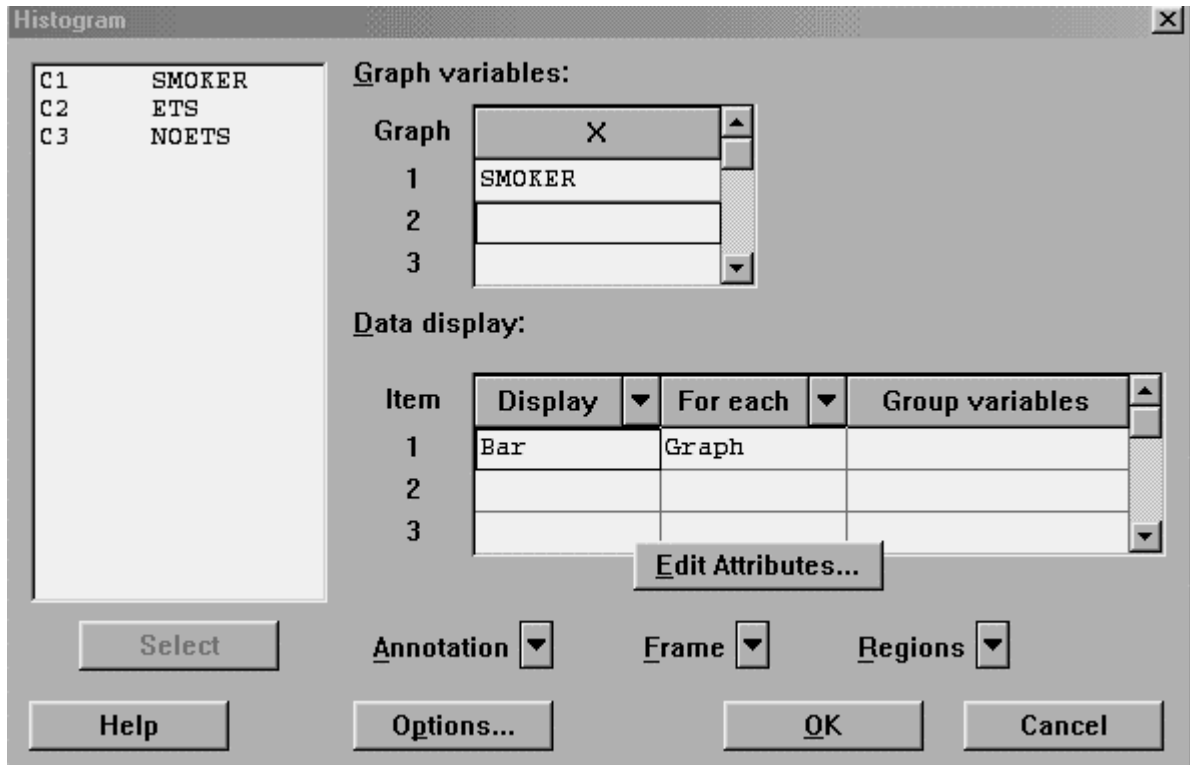 Histogram
C1 SMOKER
C2 ETS
C3 NOETS
Graph variables:
Graph X
1 SMOKER
2
3
Data display:
Item Display For each Group variables
1 Bar Graph
2
3
Edit Attributes...
Select
Annotation Frame Regions
Help Options... OK Cancel